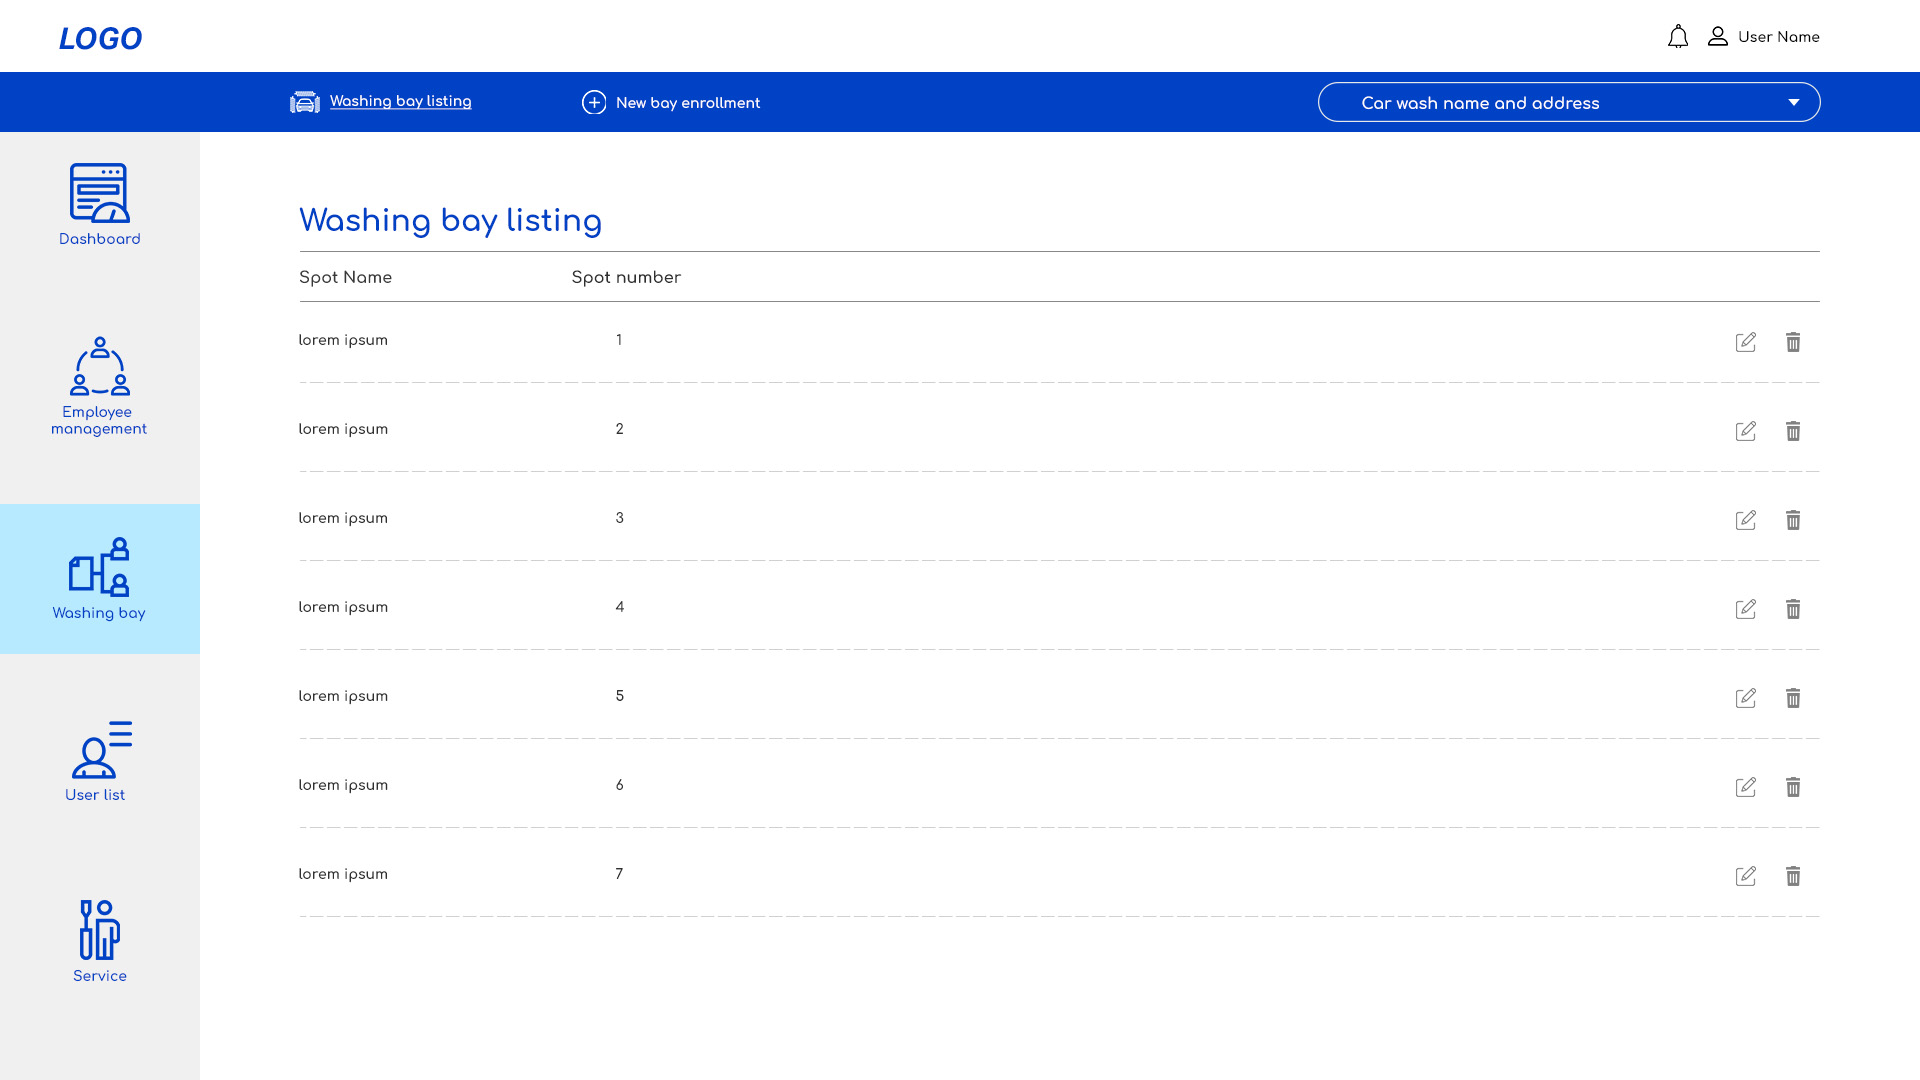 LOGO
User Name
Washing bay listing
New bay enrollment
Car wash name and address
Dashboard
Employee
management
Washing bay
User list
Service
Washing bay listing
Spot Name Spot number
lorem ipsum 1
lorem ipsum 2
lorem ipsum 3
lorem ipsum 4
lorem ipsum 5
lorem ipsum 6
lorem ipsum 7